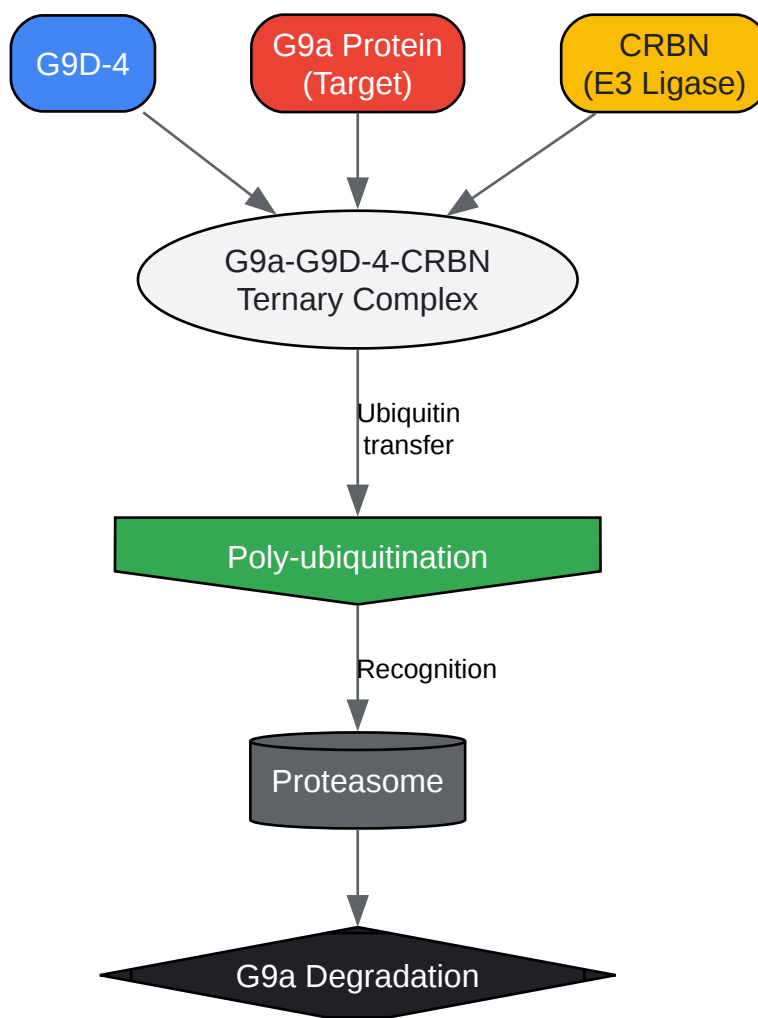 G9D-4
G9a Protein
(Target)
CRBN
(E3 Ligase)
G9a-G9D-4-CRBN
Ternary Complex
Ubiquitin
transfer
Poly-ubiquitination
Recognition
Proteasome
G9a Degradation